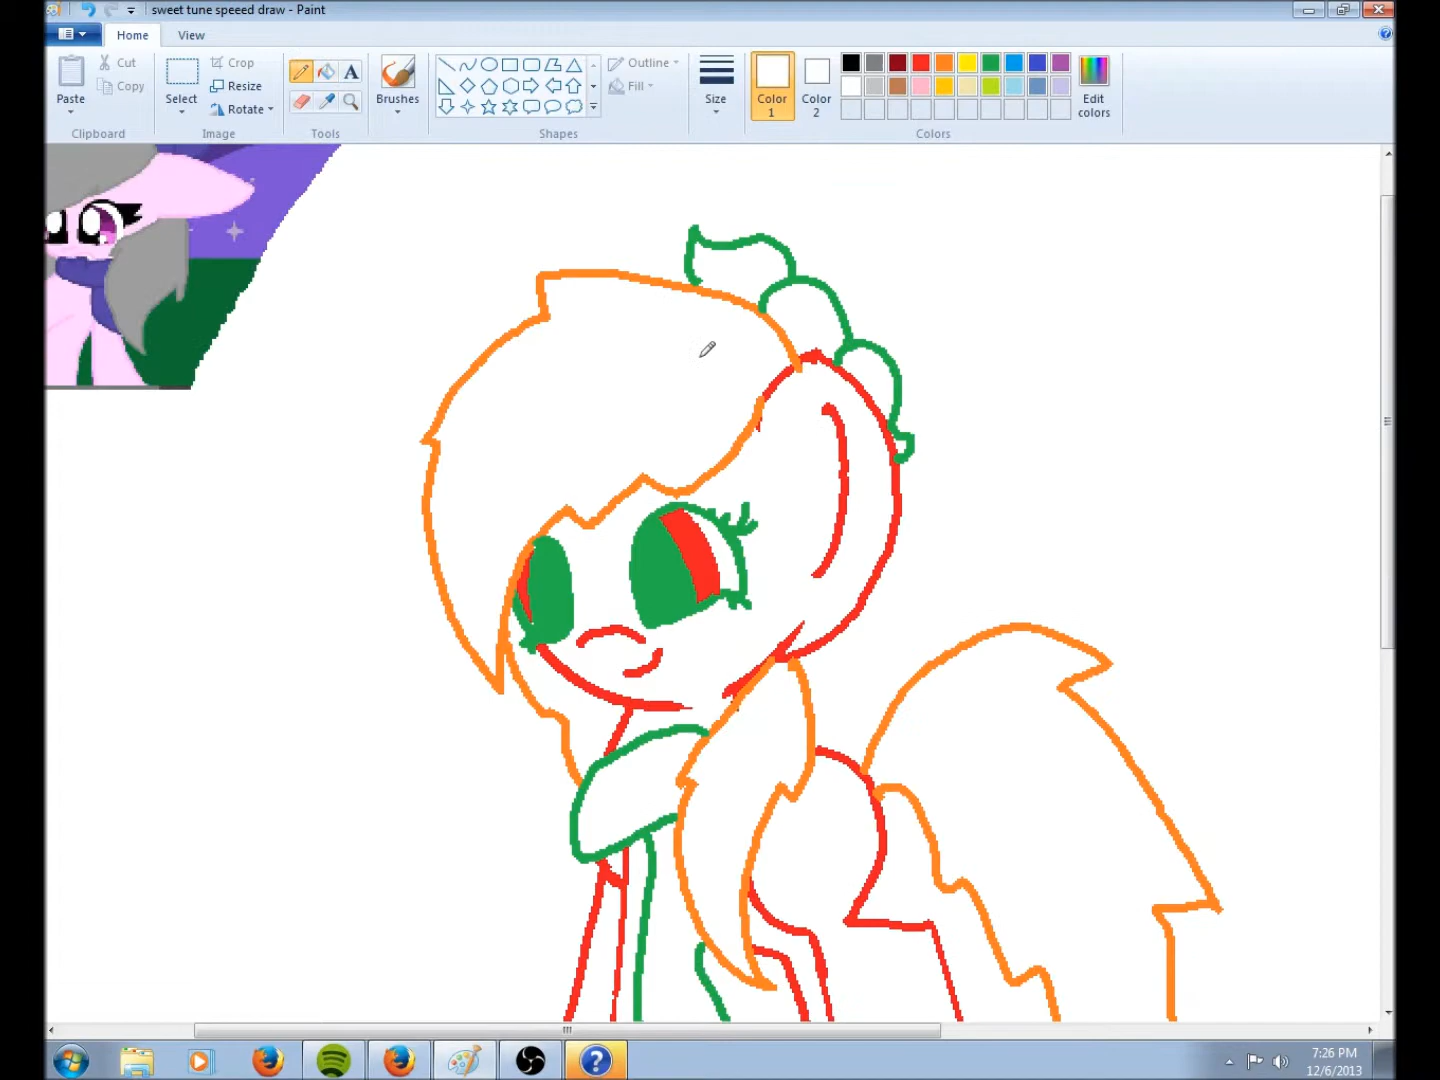 sweet tune speeed draw - Paint
Home View
Paste
Cut
Copy
Clipboard
Select
Crop
Resize
Rotate
Image
A
Tools
Brushes
Outline
Fill
Shapes
Size
Color 1
Color 2
Edit colors
Colors
7:26 PM
12/6/2013